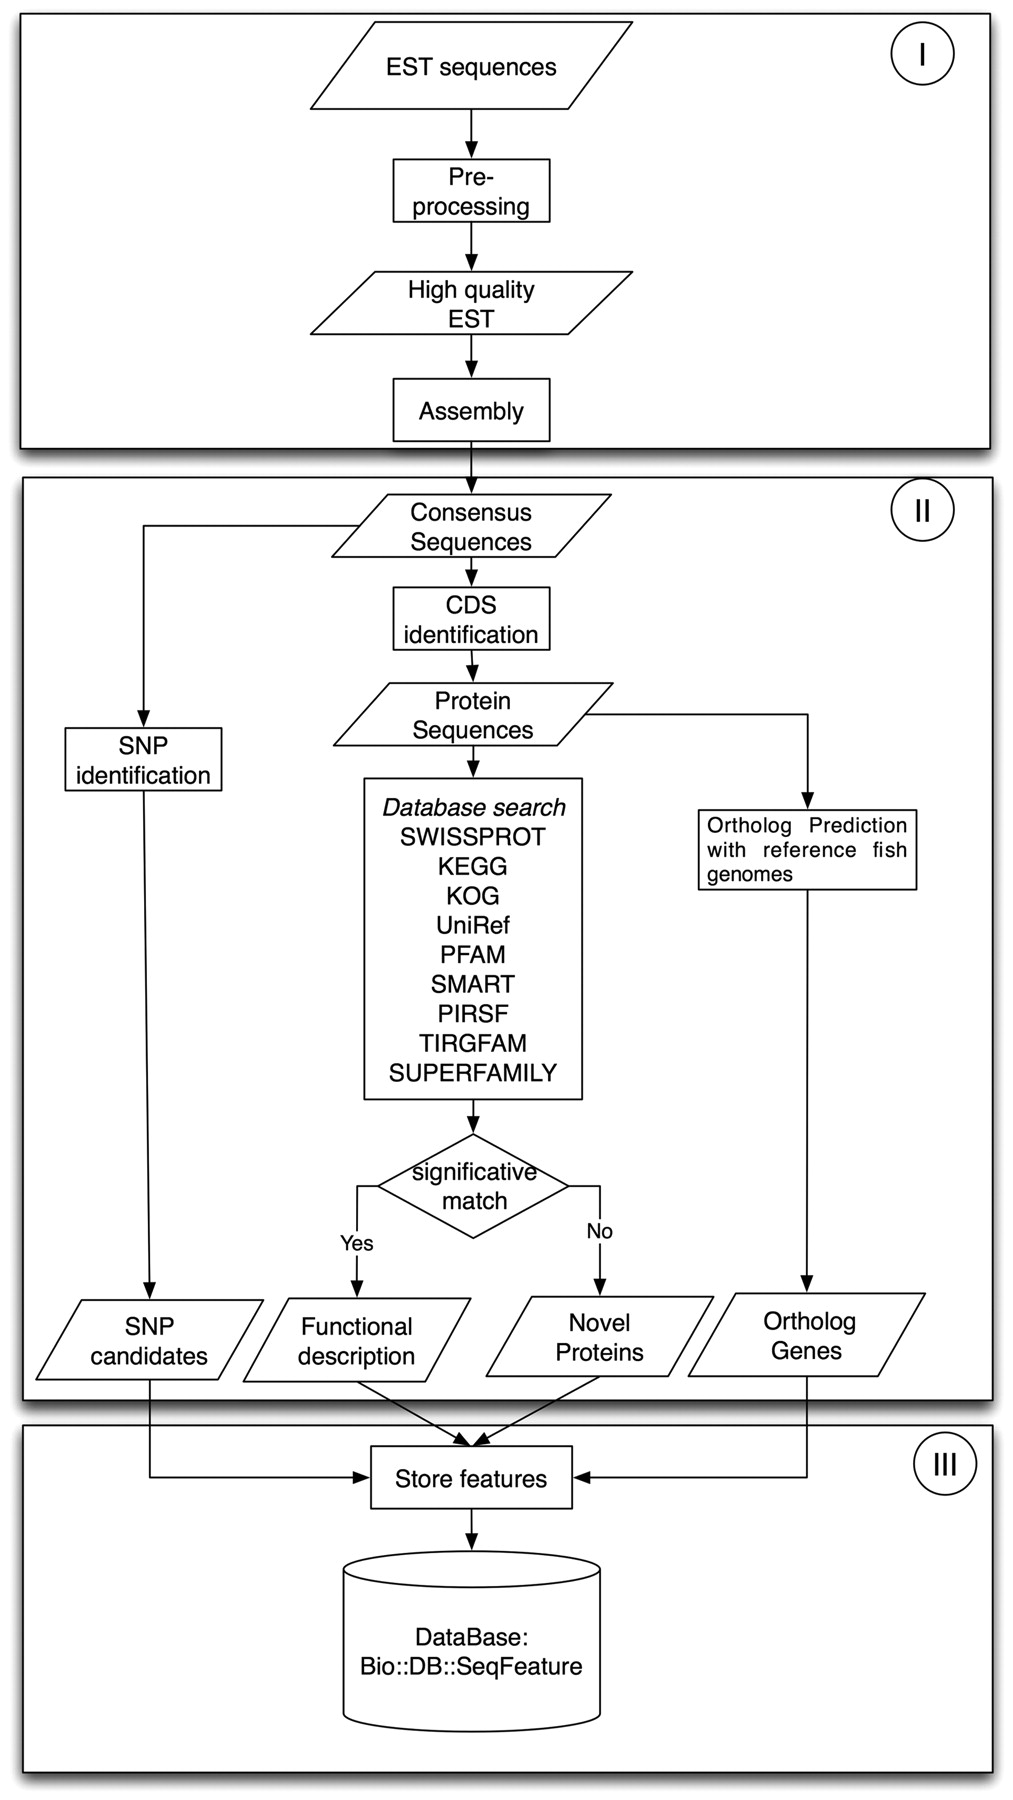 I
EST sequences
Pre-
processing
High quality
EST
Assembly
II
Consensus
Sequences
CDS
identification
Protein
Sequences
SNP
identification
Database search
SWISSPROT
KEGG
KOG
UniRef
PFAM
SMART
PIRSF
TIRGFAM
SUPERFAMILY
Ortholog Prediction
with reference fish
genomes
significative
match
Yes
No
SNP
candidates
Functional
description
Novel
Proteins
Ortholog
Genes
III
Store features
DataBase:
Bio::DB::SeqFeature